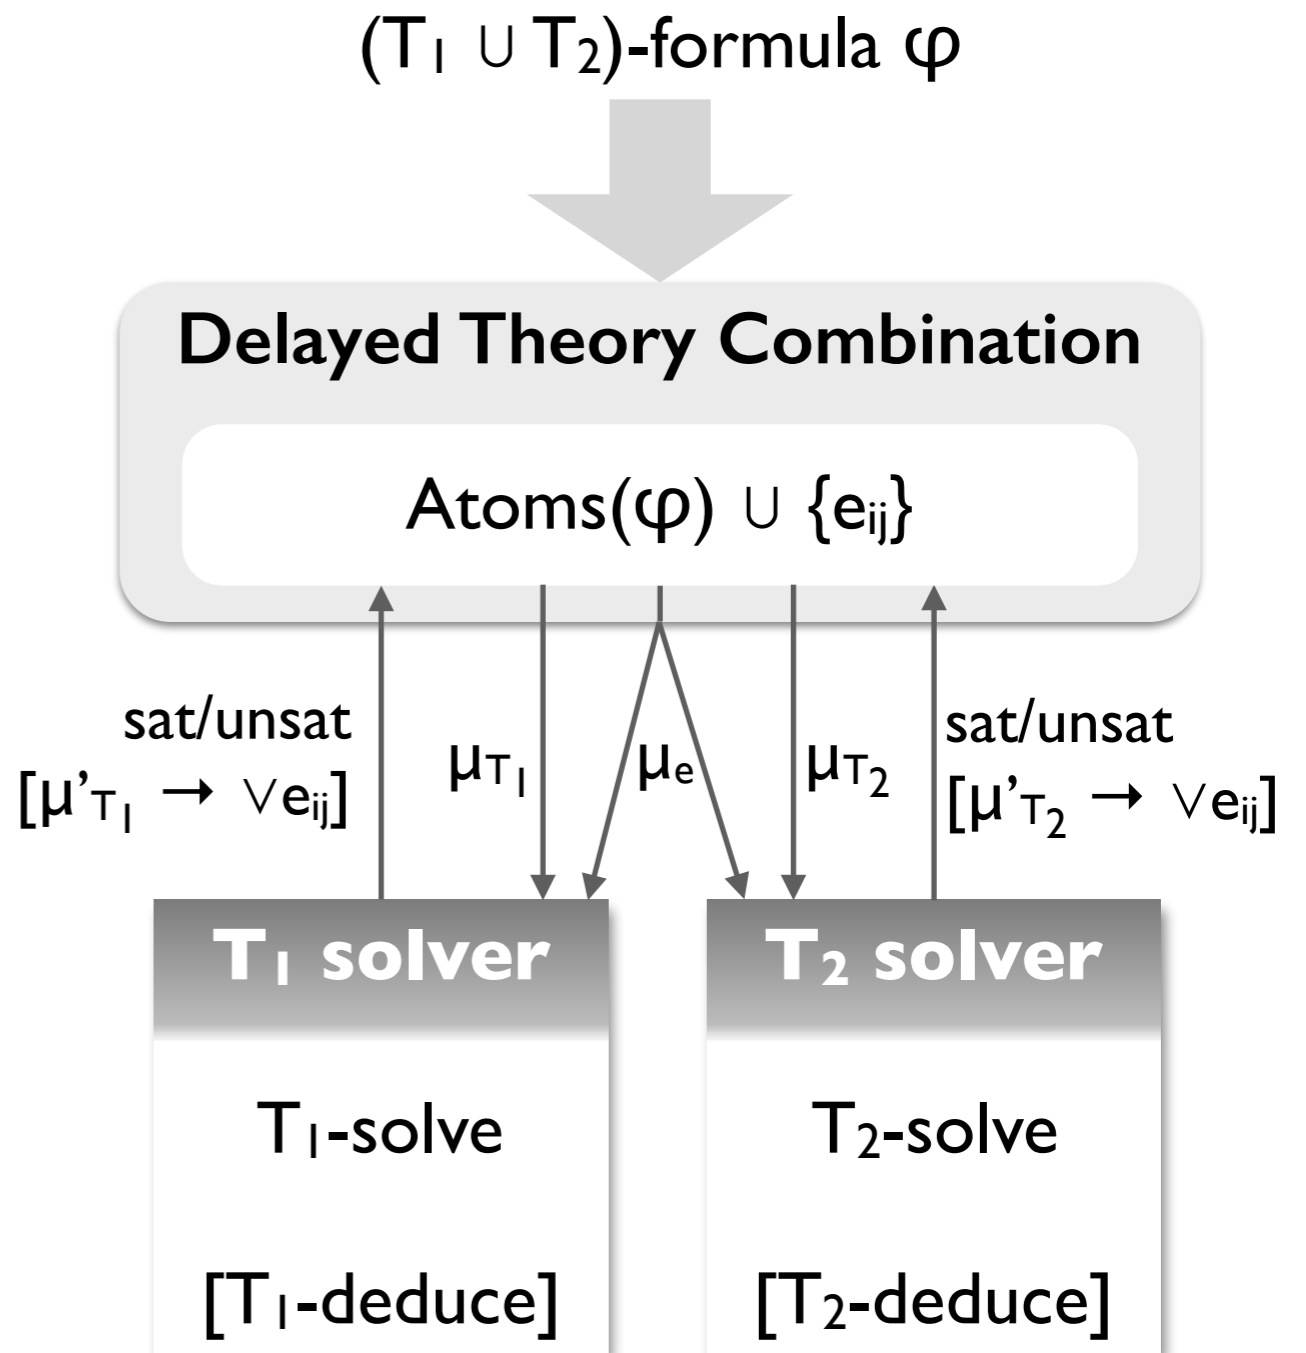 (T₁ ∪ T₂)-formula φ
Delayed Theory Combination
Atoms(φ) ∪ {eᵢⱼ}
sat/unsat
[μ’T₁ → ∨eᵢⱼ]
μT₁
μₑ
μT₂
sat/unsat
[μ’T₂ → ∨eᵢⱼ]
T₁ solver
T₁-solve
[T₁-deduce]
T₂ solver
T₂-solve
[T₂-deduce]